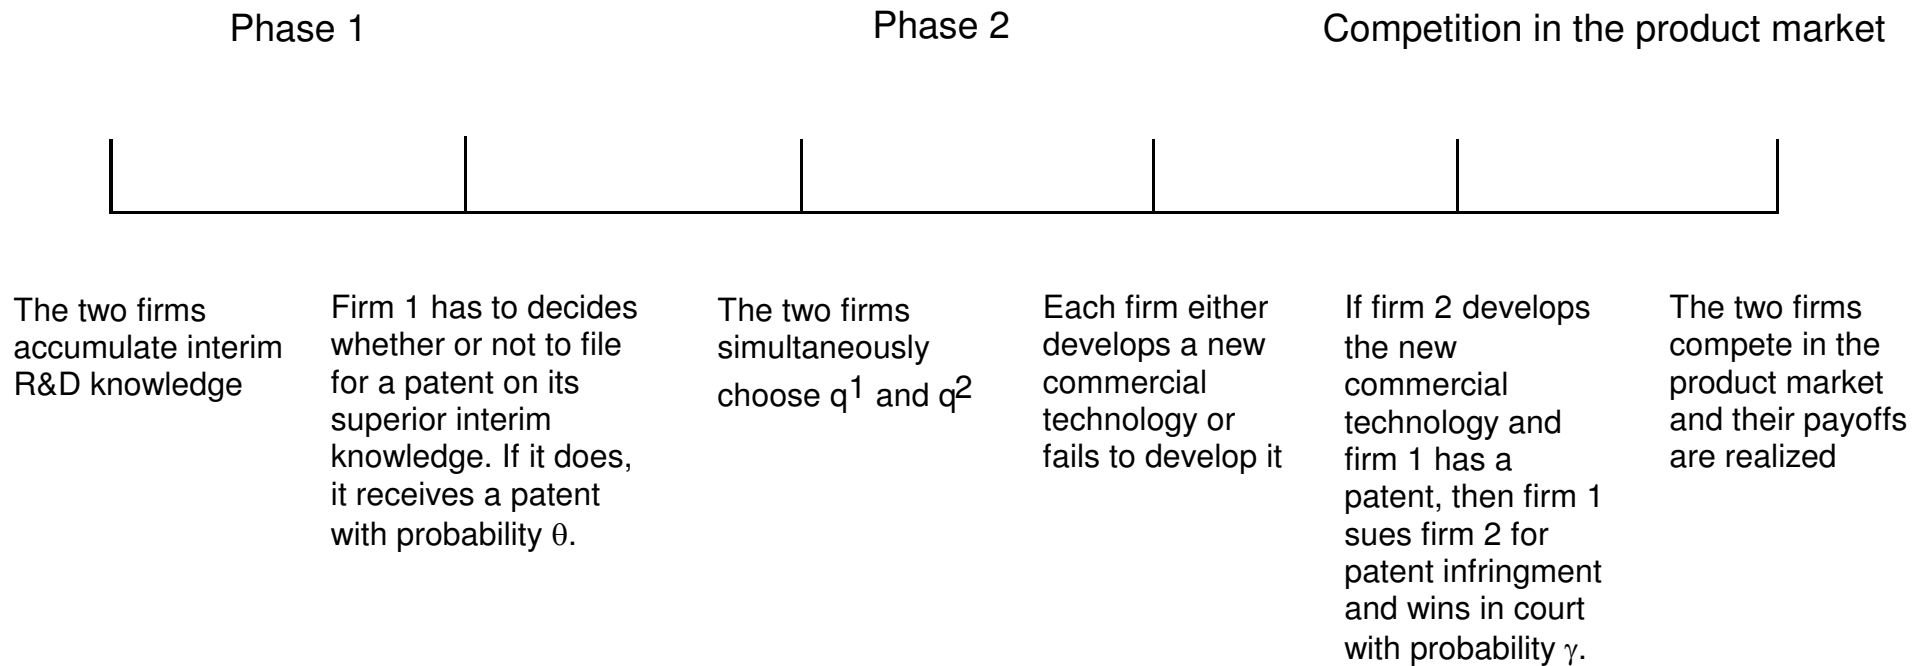 Phase 1
Phase 2
Competition in the product market
The two firms
accumulate interim
R&D knowledge
Firm 1 has to decides
whether or not to file
for a patent on its
superior interim
knowledge. If it does,
it receives a patent
with probability θ.
The two firms
simultaneously
choose q1 and q2
Each firm either
develops a new
commercial
technology or
fails to develop it
If firm 2 develops
the new
commercial
technology and
firm 1 has a
patent, then firm 1
sues firm 2 for
patent infringment
and wins in court
with probability γ.
The two firms
compete in the
product market
and their payoffs
are realized